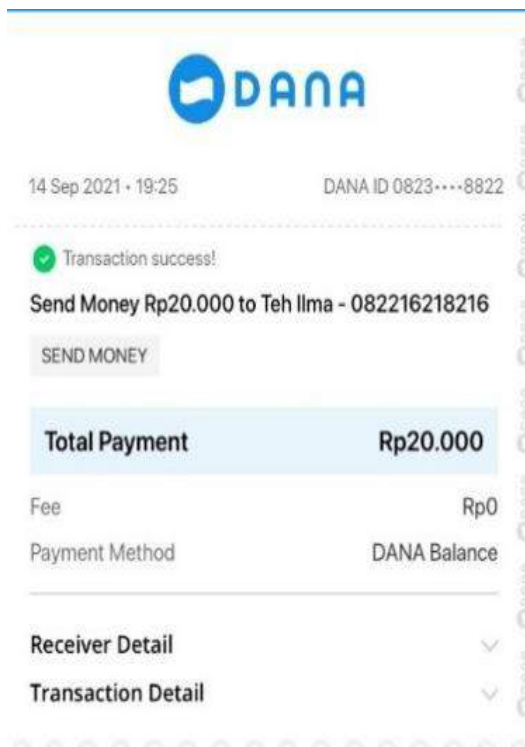 DANA
14 Sep 2021 • 19:25 DANA ID 0823••••8822
Transaction success!
Send Money Rp20.000 to Teh Ilma - 082216218216
SEND MONEY
Total Payment Rp20.000
Fee Rp0
Payment Method DANA Balance
Receiver Detail
Transaction Detail